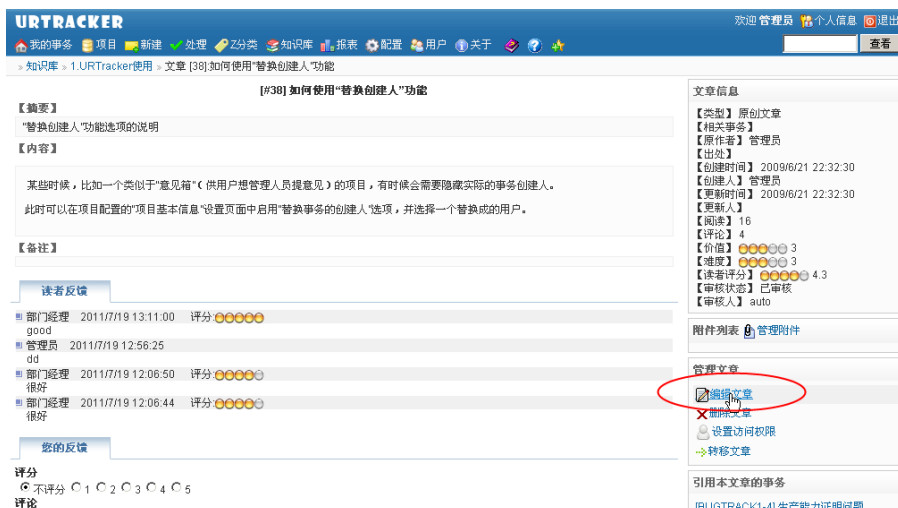 URTRACKER
欢迎 管理员 个人信息 退出
我的事务 项目 新建 处理 Z分类 知识库 报表 配置 用户 关于 查看
» 知识库 » 1.URTracker使用 » 文章 [38]:如何使用"替换创建人"功能
[#38] 如何使用“替换创建人”功能
【摘要】
"替换创建人"功能选项的说明
【内容】
某些时候，比如一个类似于"意见箱"（供用户想管理人员提意见）的项目，有时候会需要隐藏实际的事务创建人。
此时可以在项目配置的"项目基本信息"设置页面中启用"替换事务的创建人"选项，并选择一个替换成的用户。
【备注】
读者反馈
部门经理 2011/7/19 13:11:00 评分:
good
管理员 2011/7/19 12:56:25
dd
部门经理 2011/7/19 12:06:50 评分:
很好
部门经理 2011/7/19 12:06:44 评分:
很好
您的反馈
评分
不评分 1 2 3 4 5
评论
文章信息
【类型】 原创文章
【相关事务】
【原作者】 管理员
【出处】
【创建时间】 2009/6/21 22:32:30
【创建人】 管理员
【更新时间】 2009/6/21 22:32:30
【更新人】
【阅读】 16
【评论】 4
【价值】 3
【难度】 3
【读者评分】 4.3
【审核状态】 已审核
【审核人】 auto
附件列表 管理附件
管理文章
编辑文章
删除文章
设置访问权限
转移文章
引用本文章的事务
[BUGTRACK1-4] 生产能力证明问题